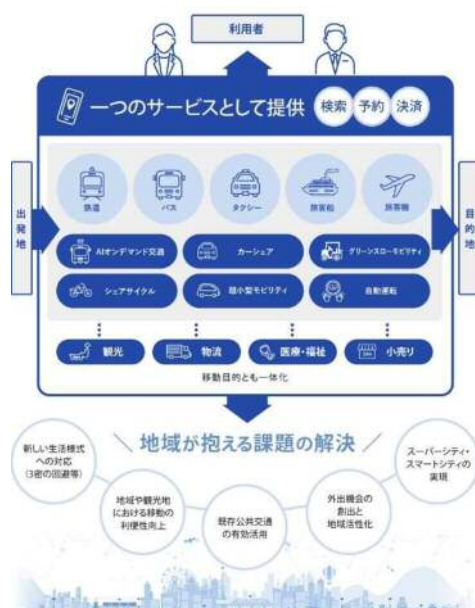 利用者
一つのサービスとして提供
検索
予約
決済
出発地
目的地
鉄道
バス
タクシー
旅客船
旅客機
AIオンデマンド交通
カーシェア
グリーンスローモビリティ
シェアサイクル
超小型モビリティ
自動運転
観光
物流
医療・福祉
小売り
移動目的とも一体化
地域が抱える課題の解決
新しい生活様式
への対応
(3密の回避等)
地域や観光地
における移動の
利便性向上
既存公共交通
の有効活用
外出機会の
創出と
地域活性化
スーパーシティ・
スマートシティの
実現